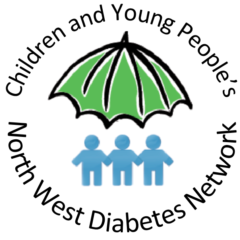 Children and Young People's
North West Diabetes Network